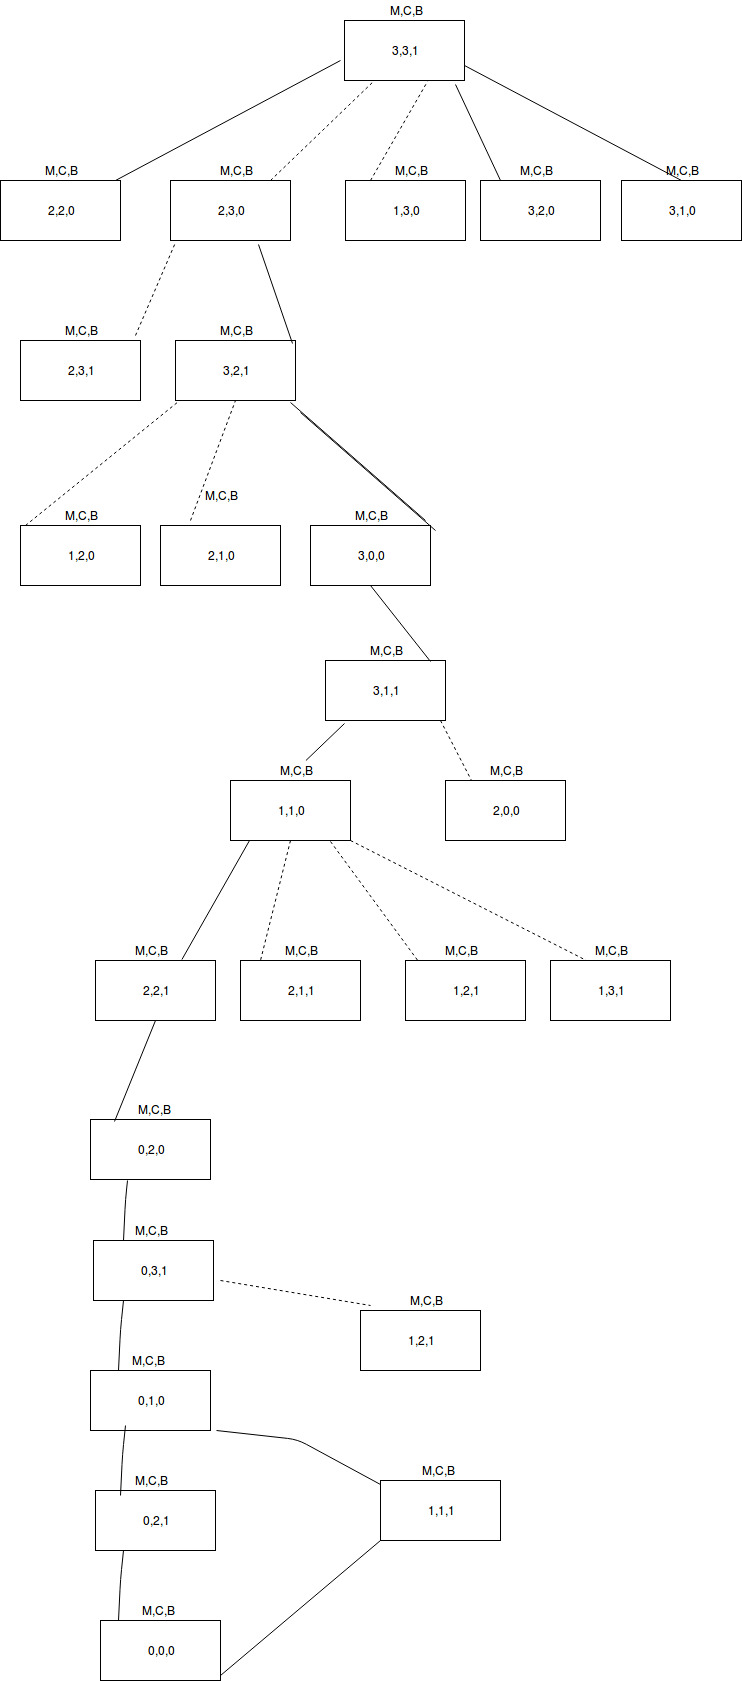 M,C,B
3,3,1
M,C,B
M,C,B
M,C,B
M,C,B
M,C,B
2,2,0
2,3,0
1,3,0
3,2,0
3,1,0
M,C,B
M,C,B
2,3,1
3,2,1
M,C,B
M,C,B
M,C,B
1,2,0
2,1,0
3,0,0
M,C,B
3,1,1
M,C,B
M,C,B
1,1,0
2,0,0
M,C,B
M,C,B
M,C,B
M,C,B
2,2,1
2,1,1
1,2,1
1,3,1
M,C,B
0,2,0
M,C,B
0,3,1
M,C,B
1,2,1
M,C,B
0,1,0
M,C,B
1,1,1
M,C,B
0,2,1
M,C,B
0,0,0